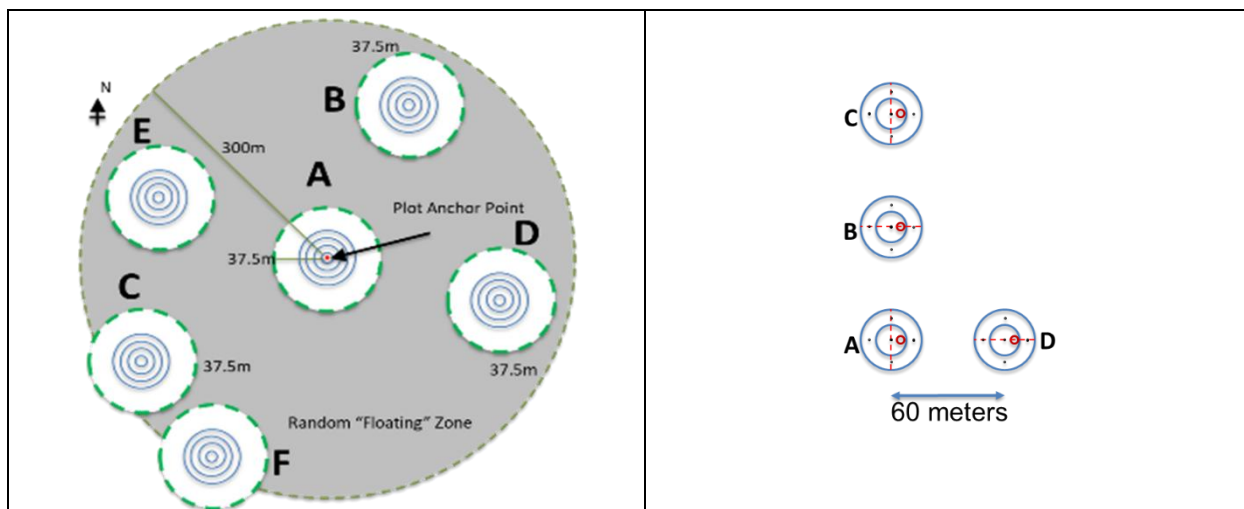 37.5m
N
B
E
300m
A
Plot Anchor Point
D
37.5m
C
37.5m
37.5m
Random "Floating" Zone
F
C
B
A
D
60 meters